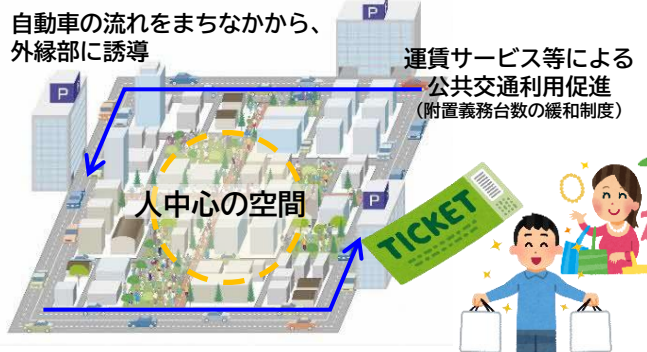 自動車の流れをまちなかから、
外縁部に誘導
運賃サービス等による
公共交通利用促進
（附置義務台数の緩和制度）
P
P
P
人中心の空間
TICKET